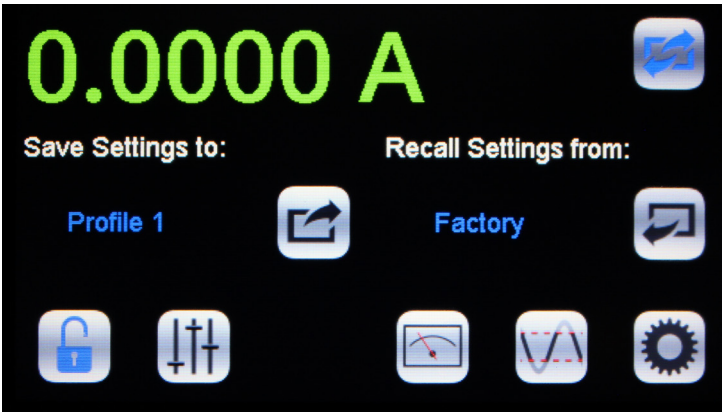 0.0000 A
Save Settings to:
Recall Settings from:
Profile 1
Factory